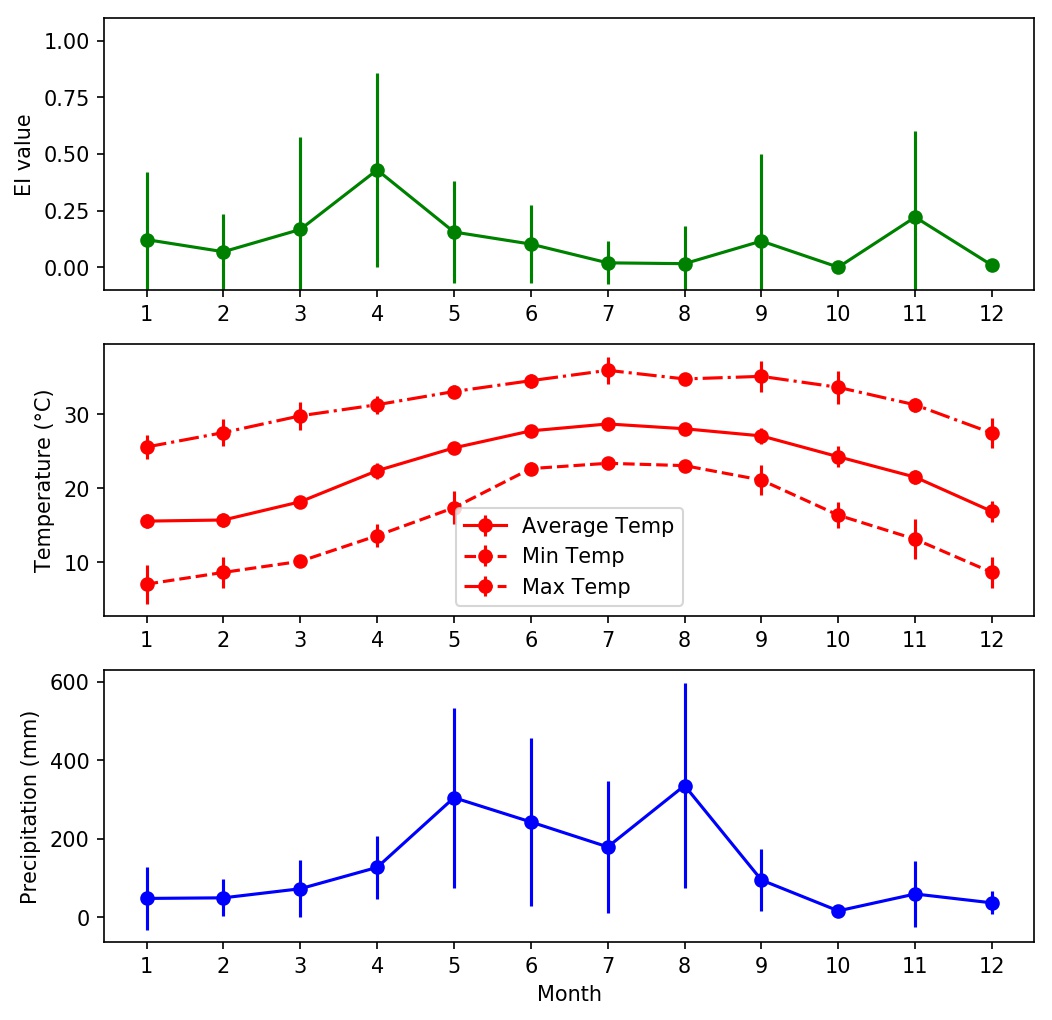 1.00
0.75
0.50
0.25
0.00
EI value
1 2 3 4 5 6 7 8 9 10 11 12
30
20
10
Temperature (°C)
Average Temp
Min Temp
Max Temp
1 2 3 4 5 6 7 8 9 10 11 12
600
400
200
0
Precipitation (mm)
1 2 3 4 5 6 7 8 9 10 11 12
Month